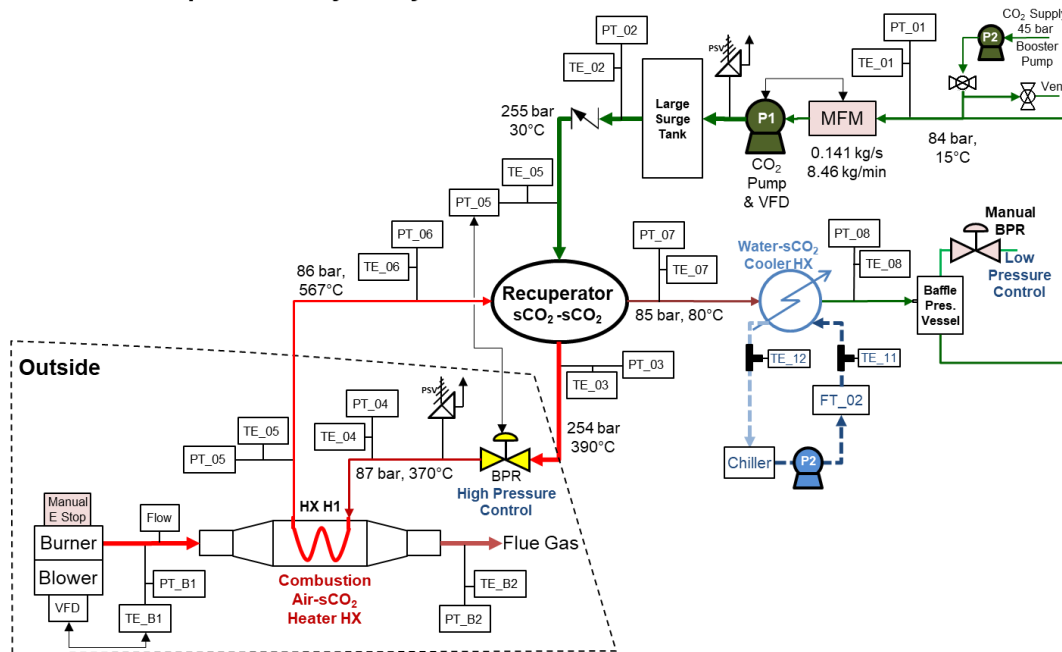 PT_02
PT_01
CO2 Supply
45 bar
P2
Booster
Pump
PSV
TE_02
TE_01
Large
Surge
Tank
P1
MFM
255 bar
30°C
84 bar,
15°C
0.141 kg/s
8.46 kg/min
CO2
Pump
& VFD
TE_05
PT_05
PT_06
PT_07
PT_08
Manual
BPR
Water-sCO2
Cooler HX
TE_06
TE_07
TE_08
Low
Pressure
Control
86 bar,
567°C
Recuperator
sCO2 -sCO2
85 bar, 80°C
Baffle
Pres.
Vessel
Outside
TE_12
TE_11
PT_03
TE_03
PSV
PT_04
TE_04
FT_02
TE_05
PT_05
254 bar
390°C
Chiller
P2
87 bar, 370°C
BPR
High Pressure
Control
Manual
E Stop
Flow
HX H1
Burner
Flue Gas
Blower
PT_B1
TE_B2
Combustion
Air-sCO2
Heater HX
VFD
TE_B1
PT_B2